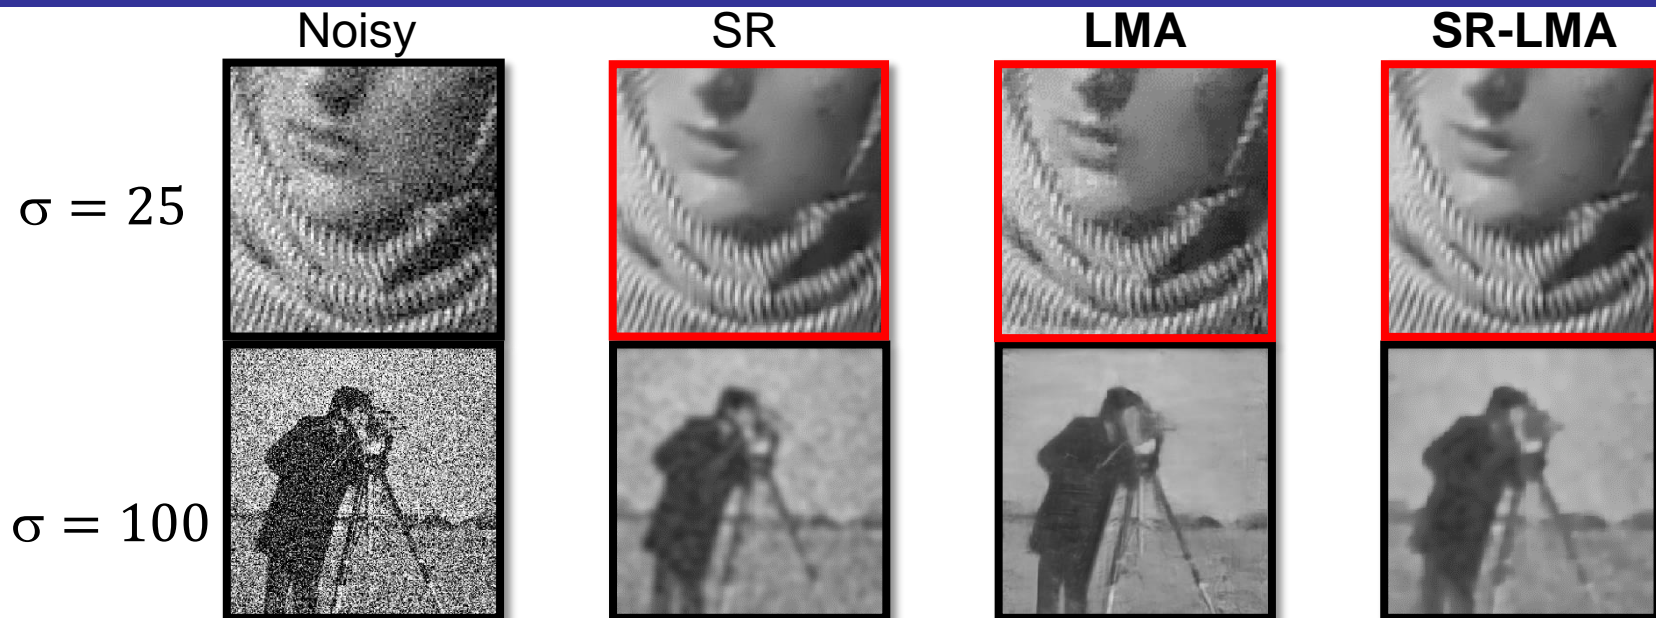 Noisy SR LMA SR-LMA
σ = 25
σ = 100